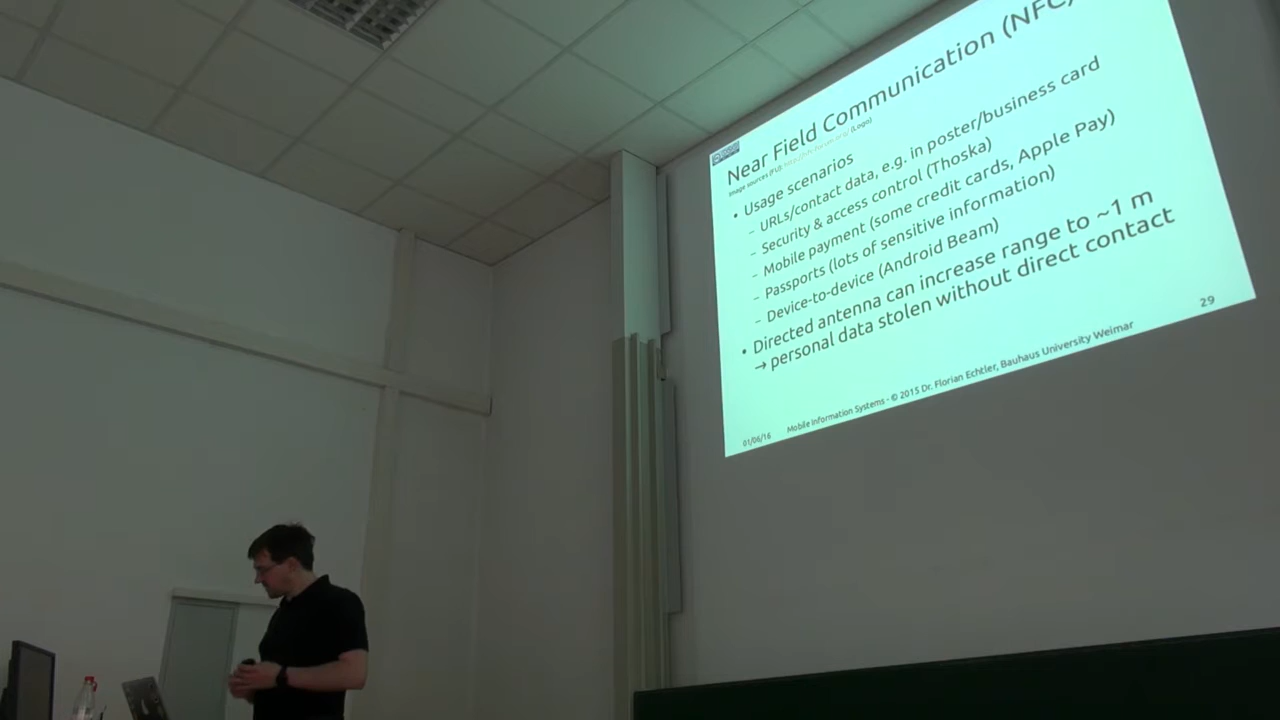 Near Field Communication (NFC)
Image sources (FU): (Logo)
• Usage scenarios
– URLs/contact data, e.g. in poster/business card
– Security & access control (Thoska)
– Mobile payment (some credit cards, Apple Pay)
– Passports (lots of sensitive information)
– Device-to-device (Android Beam)
• Directed antenna can increase range to ~1 m
→ personal data stolen without direct contact
01/06/16 Mobile Information Systems - © 2015 Dr. Florian Echtler, Bauhaus University Weimar 29